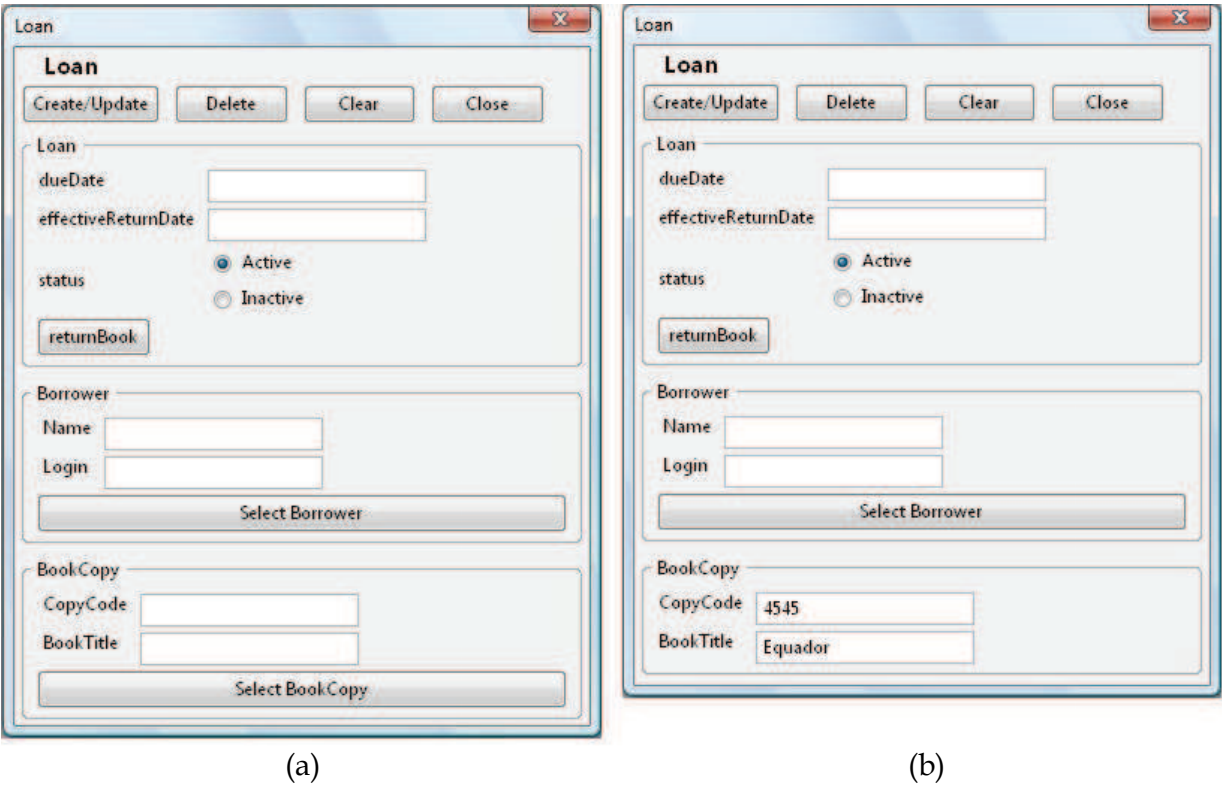 Loan
Loan
Create/Update Delete Clear Close
Loan
dueDate
effectiveReturnDate
status
Active
Inactive
returnBook
Borrower
Name
Login
Select Borrower
BookCopy
CopyCode
BookTitle
Select BookCopy
(a)
Loan
Loan
Create/Update Delete Clear Close
Loan
dueDate
effectiveReturnDate
status
Active
Inactive
returnBook
Borrower
Name
Login
Select Borrower
BookCopy
CopyCode 4545
BookTitle Equador
(b)